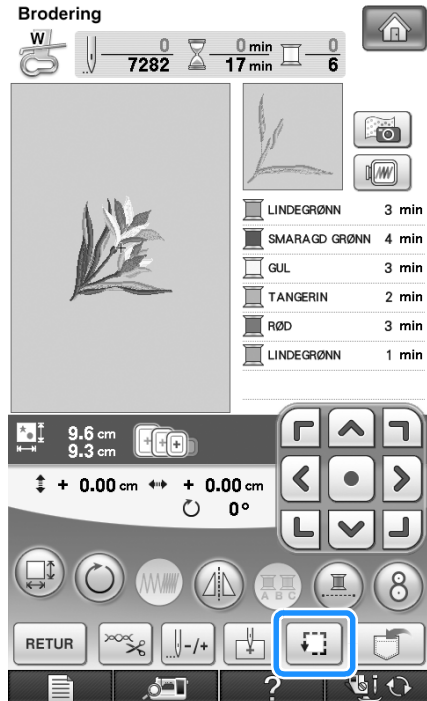 Brodering
W
0
7282
0 min
17 min
0
6
LINDEGRØNN 3 min
SMARAGD GRØNN 4 min
GUL 3 min
TANGERIN 2 min
RØD 3 min
LINDEGRØNN 1 min
9.6 cm
9.3 cm
+ 0.00 cm + 0.00 cm
0°
A B C
8
RETUR
-/+
?